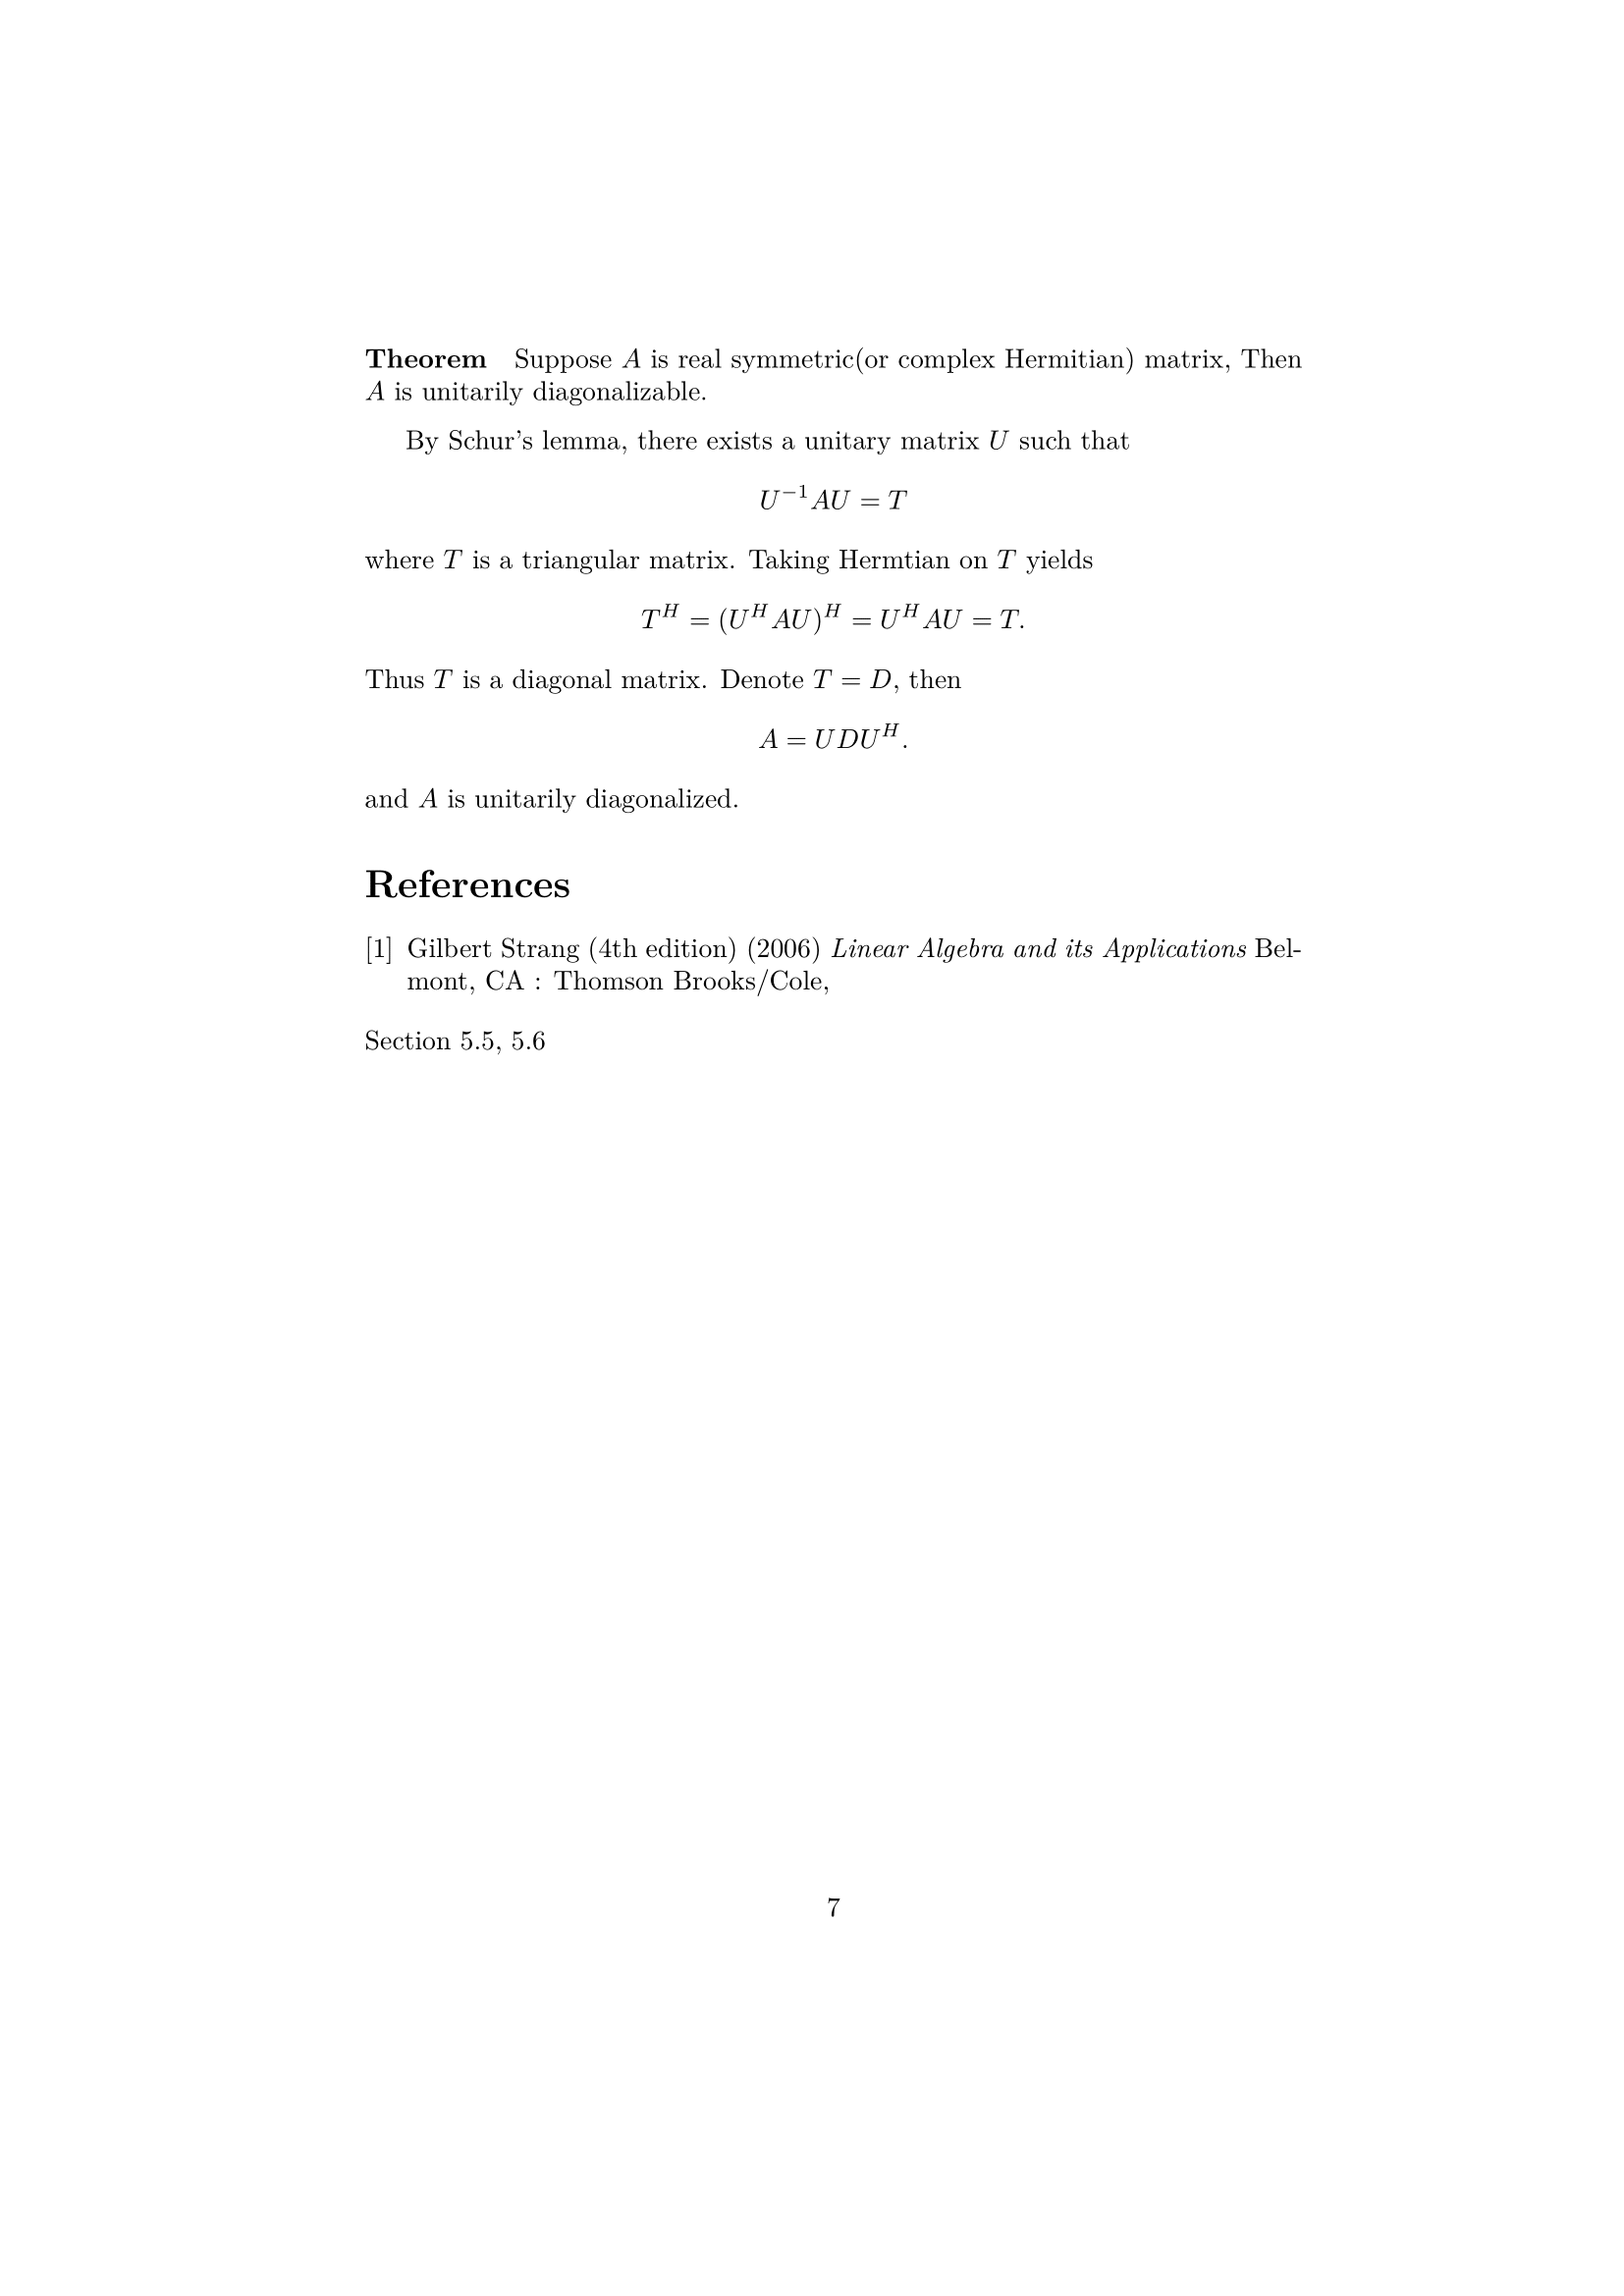 Theorem Suppose A is real symmetric(or complex Hermitian) matrix, Then
A is unitarily diagonalizable.
By Schur's lemma, there exists a unitary matrix U such that
U^{-1}AU = T
where T is a triangular matrix. Taking Hermtian on T yields
T^H = (U^H AU)^H = U^H AU = T.
Thus T is a diagonal matrix. Denote T = D, then
A = UDU^H.
and A is unitarily diagonalized.
References
[1] Gilbert Strang (4th edition) (2006) Linear Algebra and its Applications Bel-
mont, CA : Thomson Brooks/Cole,
Section 5.5, 5.6
7